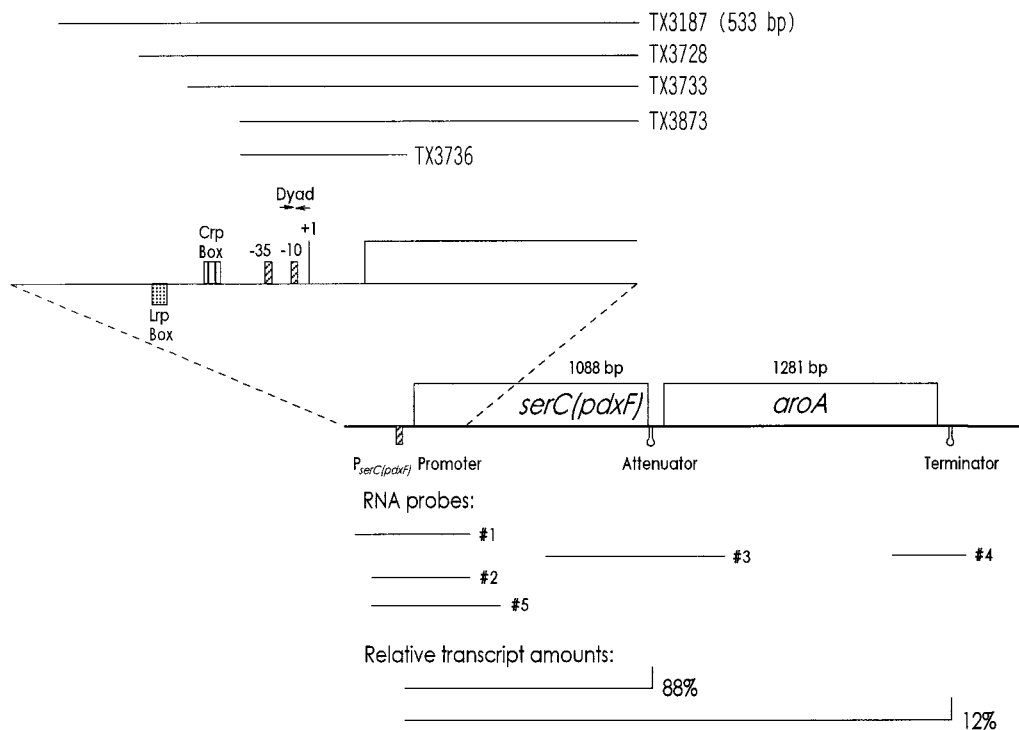 TX3187 (533 bp)
TX3728
TX3733
TX3873
TX3736
Dyad
+1
Crp
Box
-35
-10
Lrp
Box
1088 bp
1281 bp
serC(pdxF)
aroA
PserC(pdxF) Promoter
Attenuator
Terminator
RNA probes:
#1
#3
#4
#2
#5
Relative transcript amounts:
88%
12%